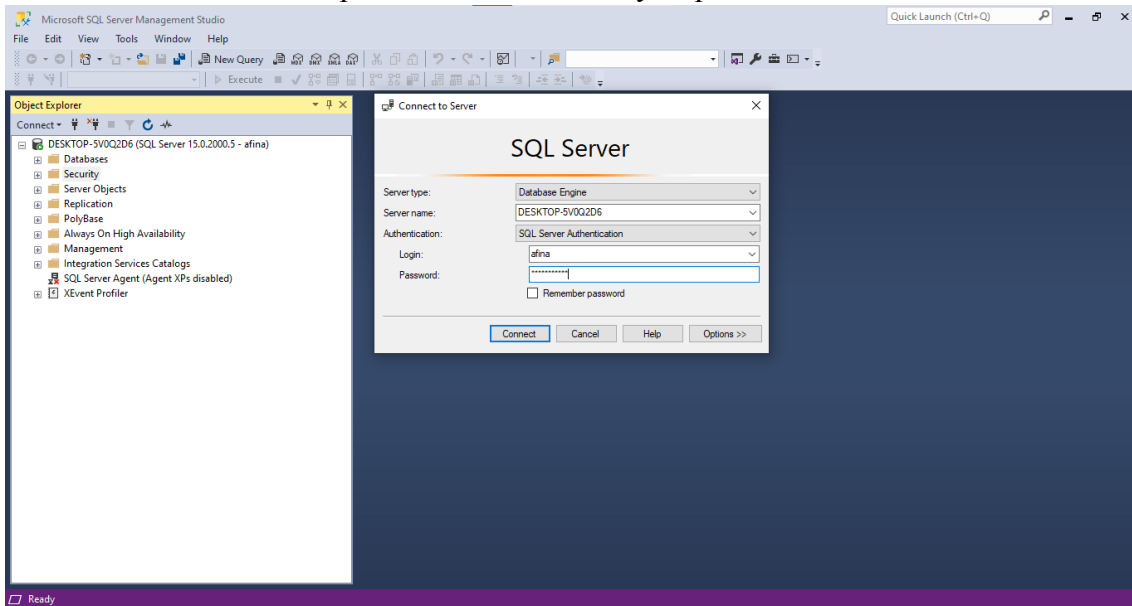 Microsoft SQL Server Management Studio
Quick Launch (Ctrl+Q)
File Edit View Tools Window Help
New Query
Execute
Object Explorer
Connect
DESKTOP-5V0Q2D6 (SQL Server 15.0.2000.5 - afina)
Databases
Security
Server Objects
Replication
PolyBase
Always On High Availability
Management
Integration Services Catalogs
SQL Server Agent (Agent XPs disabled)
XEvent Profiler
Connect to Server
SQL Server
Server type: Database Engine
Server name: DESKTOP-5V0Q2D6
Authentication: SQL Server Authentication
Login: afina
Password: ***********
Remember password
Connect Cancel Help Options >>
Ready